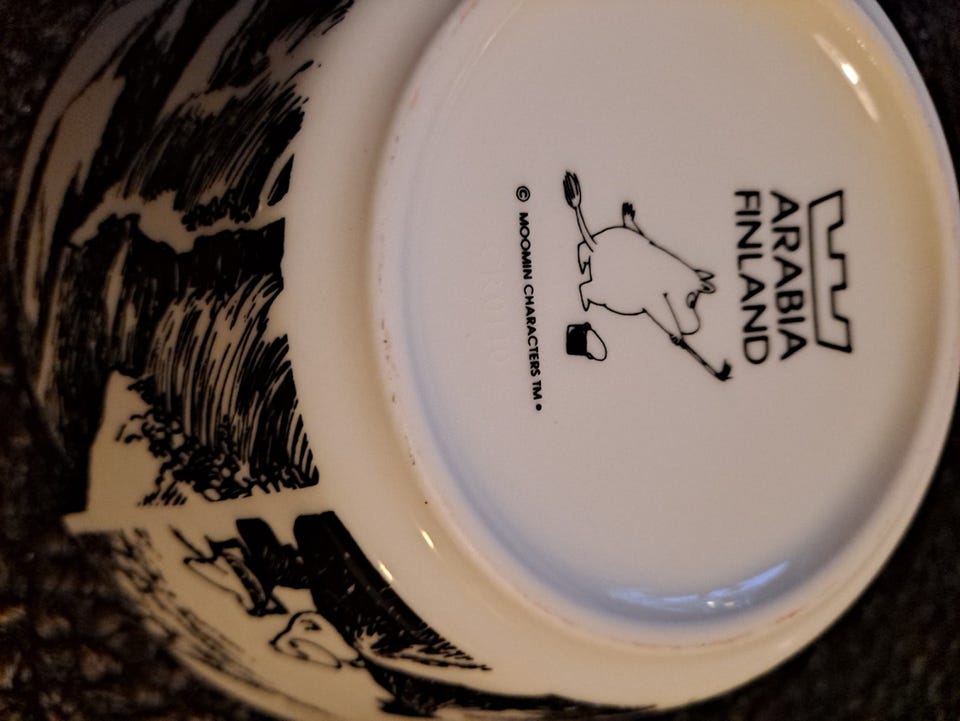 ARABIA
FINLAND
© MOOMIN CHARACTERS TM •